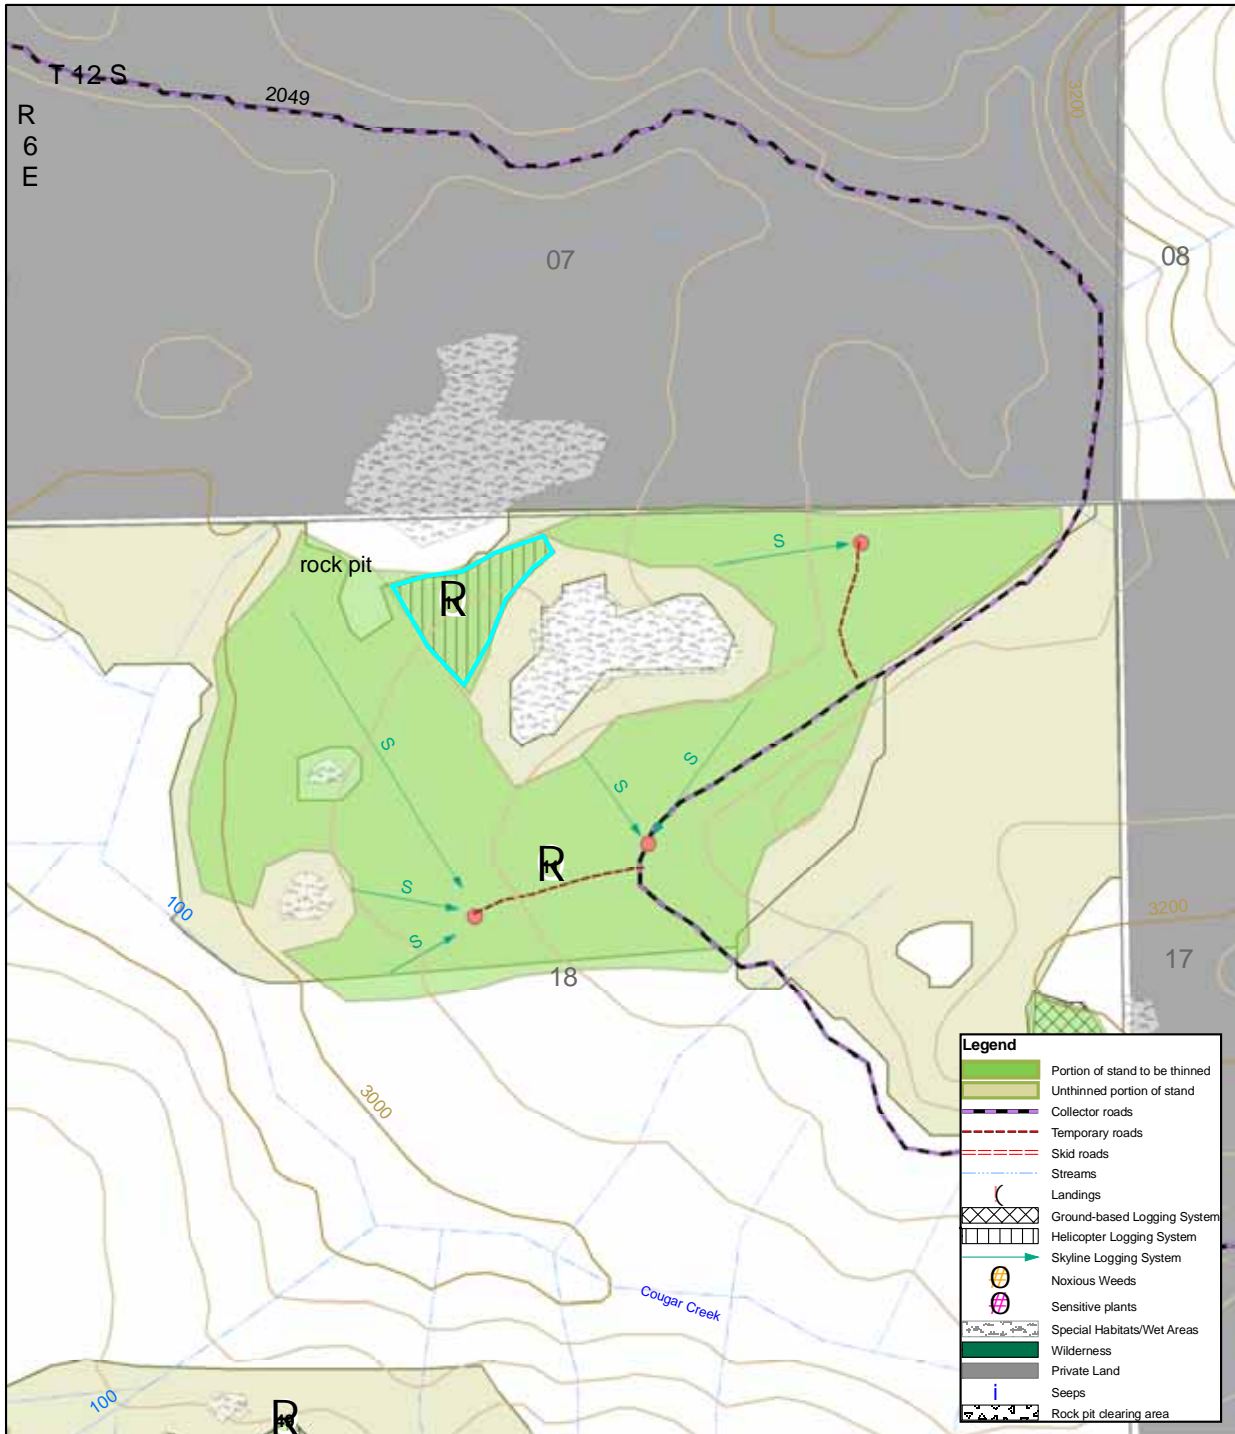 T 12 S
2049
R
6
E
3200
07
08
rock pit
R
S
S
S
S
R
11
S
S
100
18
3200
17
3000
Cougar Creek
100
R
Legend
Portion of stand to be thinned
Unthinned portion of stand
Collector roads
Temporary roads
Skid roads
Streams
Landings
Ground-based Logging System
Helicopter Logging System
Skyline Logging System
Noxious Weeds
Sensitive plants
Special Habitats/Wet Areas
Wilderness
Private Land
i Seeps
Rock pit clearing area